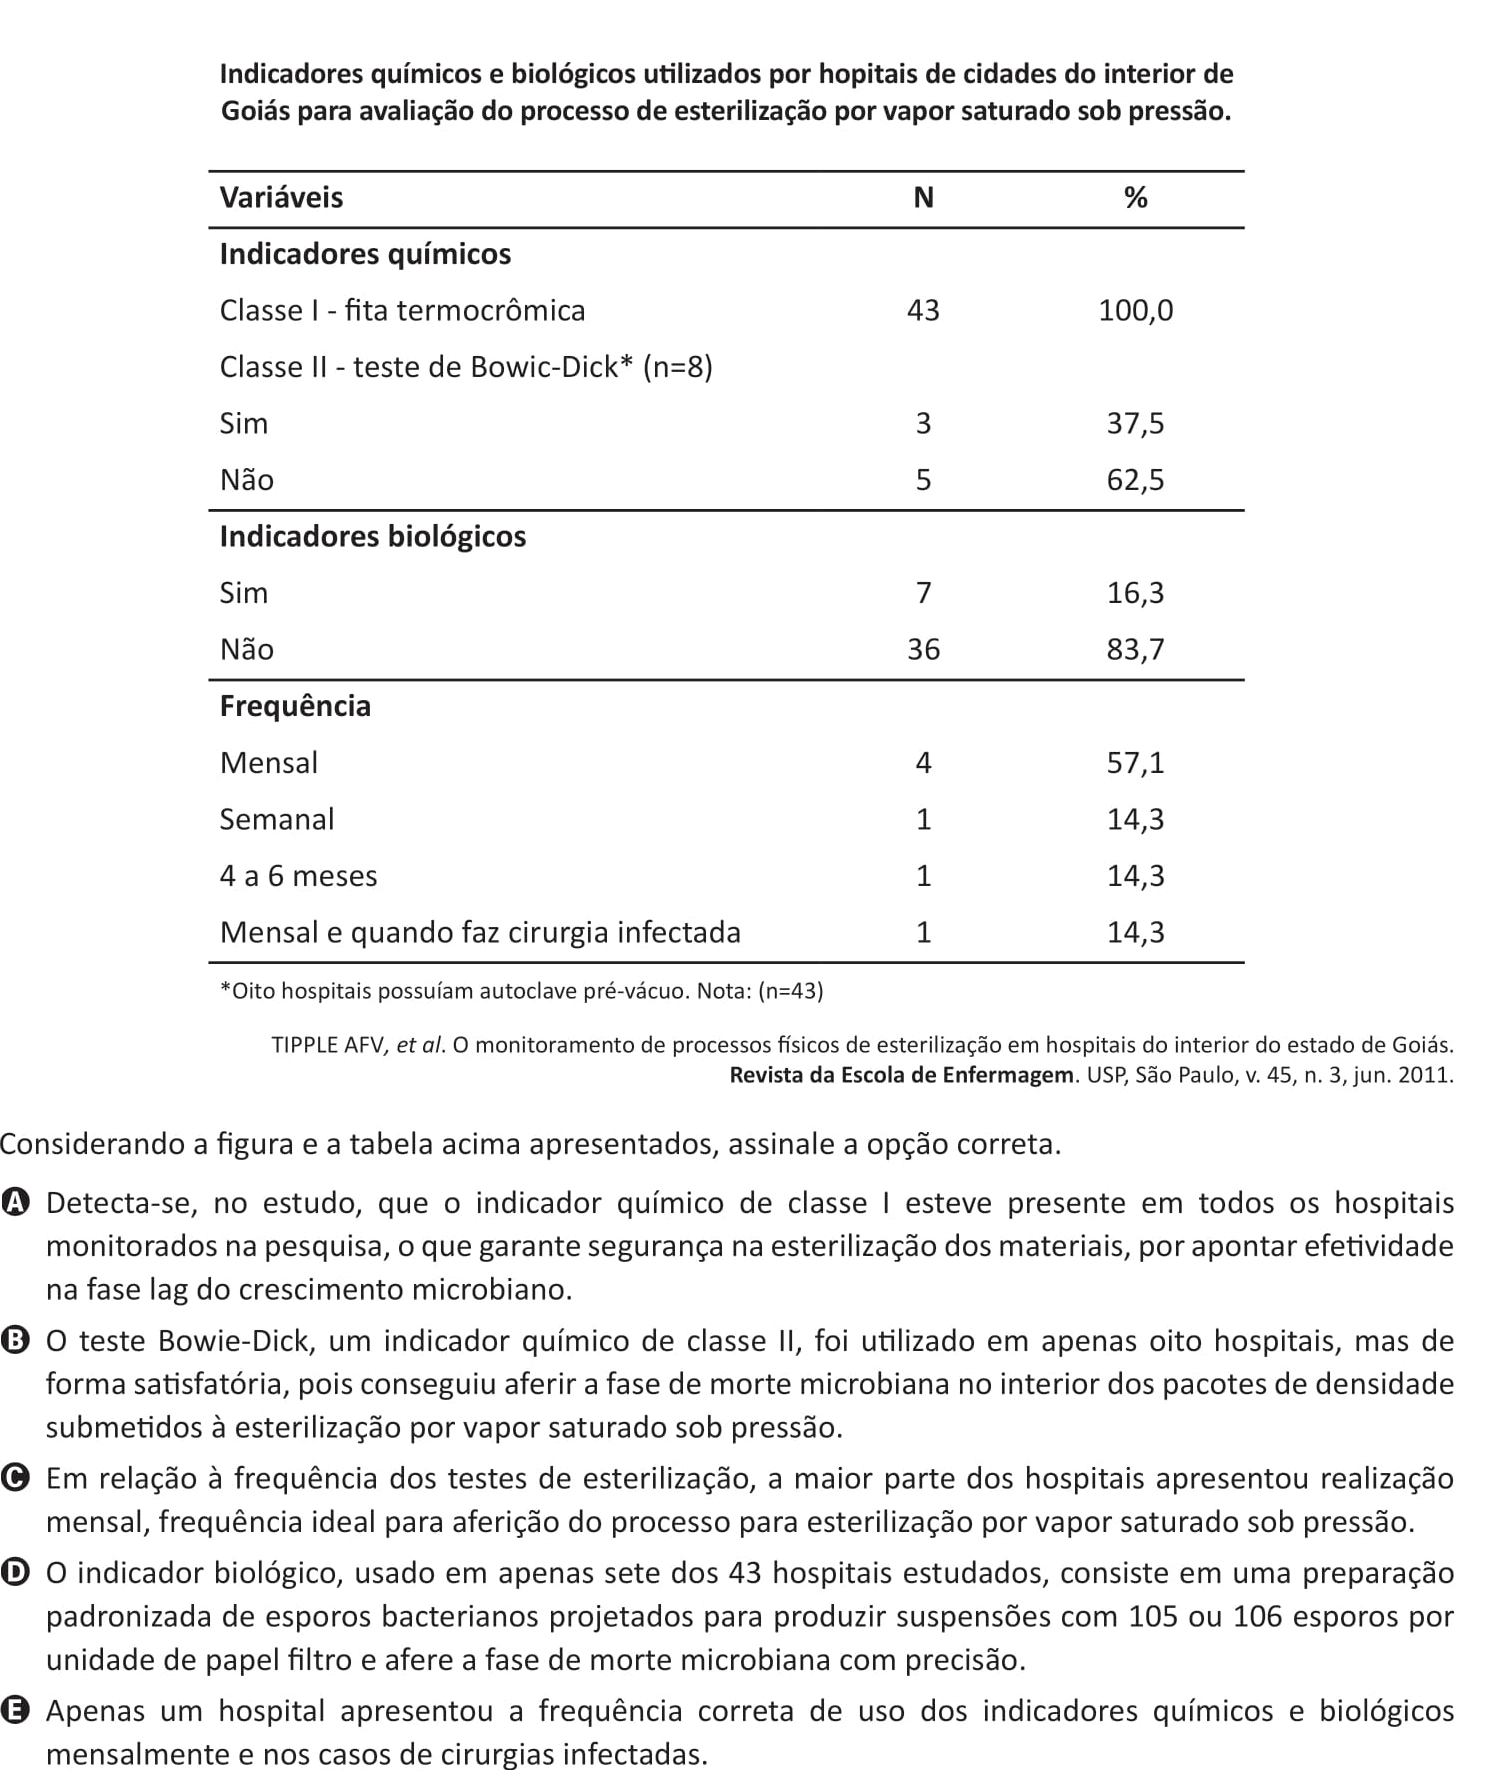 Indicadores químicos e biológicos utilizados por hopitais de cidades do interior de
Goiás para avaliação do processo de esterilização por vapor saturado sob pressão.
Variáveis N %
Indicadores químicos
Classe I - fita termocrômica 43 100,0
Classe II - teste de Bowic-Dick* (n=8)
Sim 3 37,5
Não 5 62,5
Indicadores biológicos
Sim 7 16,3
Não 36 83,7
Frequência
Mensal 4 57,1
Semanal 1 14,3
4 a 6 meses 1 14,3
Mensal e quando faz cirurgia infectada 1 14,3
*Oito hospitais possuíam autoclave pré-vácuo. Nota: (n=43)
TIPPLE AFV, et al. O monitoramento de processos físicos de esterilização em hospitais do interior do estado de Goiás.
Revista da Escola de Enfermagem. USP, São Paulo, v. 45, n. 3, jun. 2011.
Considerando a figura e a tabela acima apresentados, assinale a opção correta.
A Detecta-se, no estudo, que o indicador químico de classe I esteve presente em todos os hospitais
monitorados na pesquisa, o que garante segurança na esterilização dos materiais, por apontar efetividade
na fase lag do crescimento microbiano.
B O teste Bowie-Dick, um indicador químico de classe II, foi utilizado em apenas oito hospitais, mas de
forma satisfatória, pois conseguiu aferir a fase de morte microbiana no interior dos pacotes de densidade
submetidos à esterilização por vapor saturado sob pressão.
C Em relação à frequência dos testes de esterilização, a maior parte dos hospitais apresentou realização
mensal, frequência ideal para aferição do processo para esterilização por vapor saturado sob pressão.
D O indicador biológico, usado em apenas sete dos 43 hospitais estudados, consiste em uma preparação
padronizada de esporos bacterianos projetados para produzir suspensões com 105 ou 106 esporos por
unidade de papel filtro e afere a fase de morte microbiana com precisão.
E Apenas um hospital apresentou a frequência correta de uso dos indicadores químicos e biológicos
mensalmente e nos casos de cirurgias infectadas.